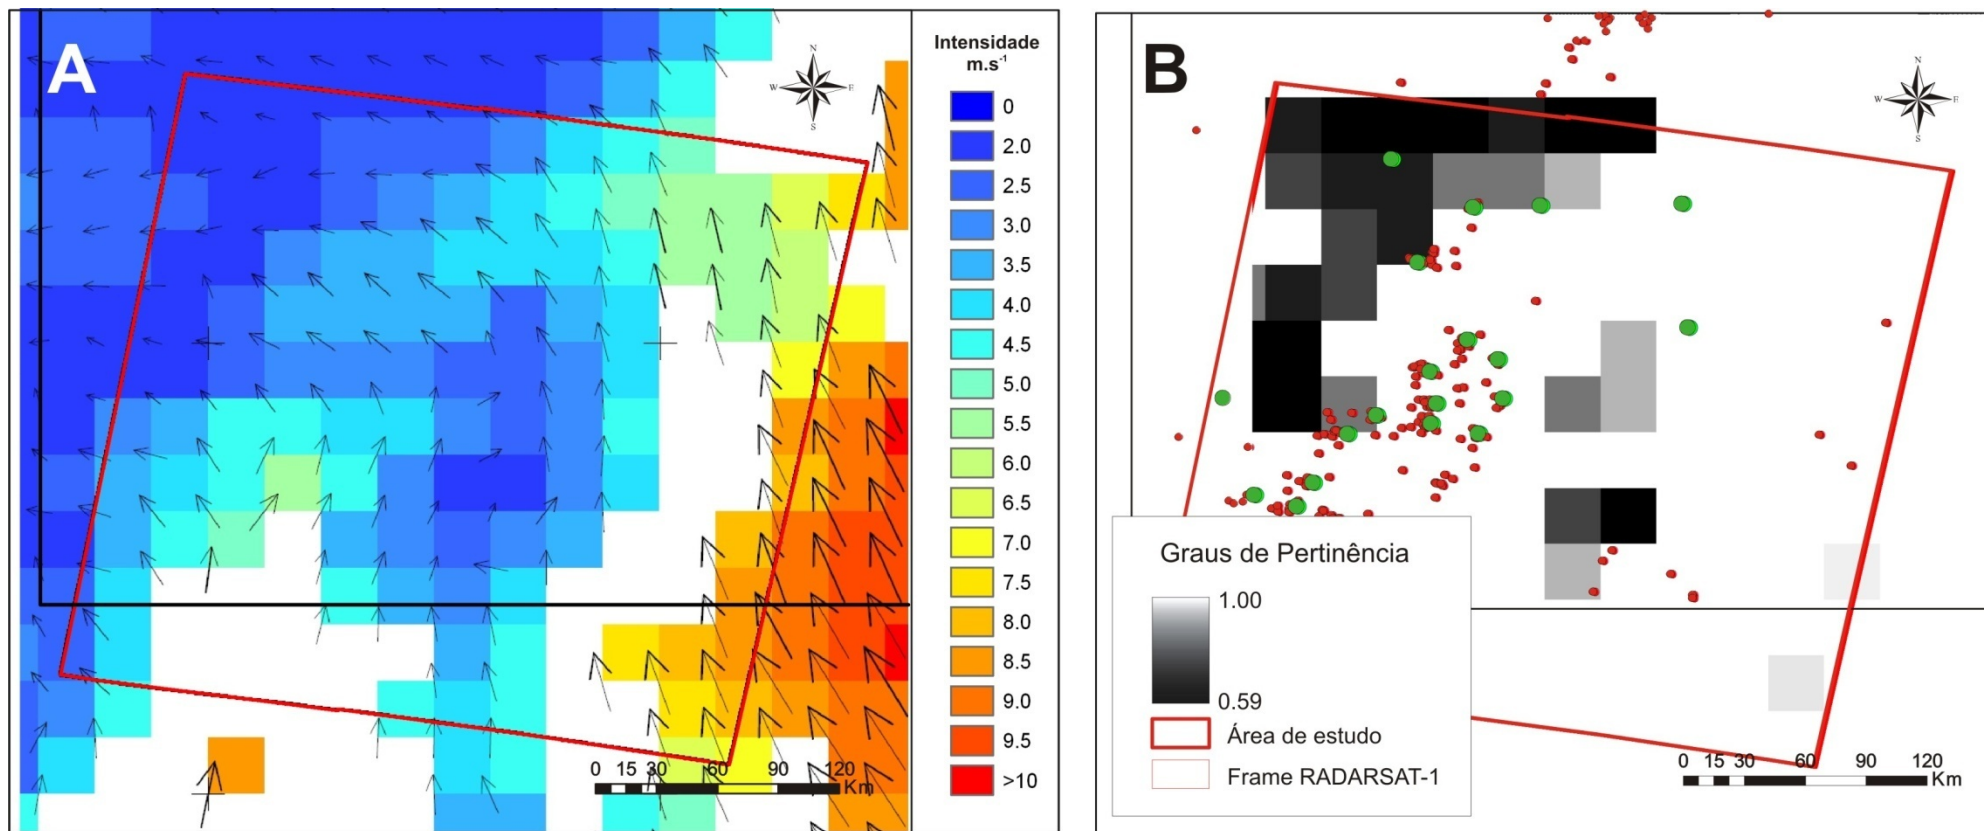 A
N
W
E
S
Intensidade
m.s-1
0
2.0
2.5
3.0
3.5
4.0
4.5
5.0
5.5
6.0
6.5
7.0
7.5
8.0
8.5
9.0
9.5
>10
0 15 30 60 90 120
Km
B
N
W
E
S
Graus de Pertinência
1.00
0.59
Área de estudo
Frame RADARSAT-1
0 15 30 60 90 120
Km